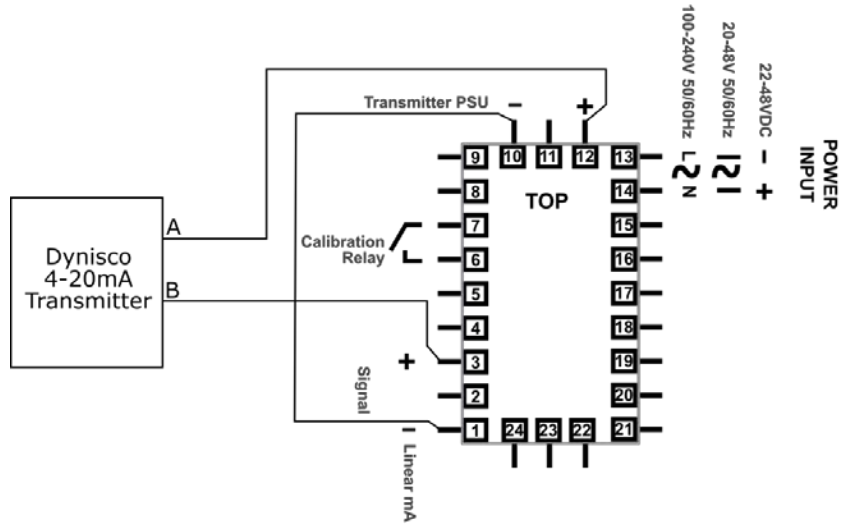 100-240V 50/60Hz
20-48V 50/60Hz
22-48VDC
POWER
INPUT
L
N
-
+
Transmitter PSU
-
+
9
10
11
12
13
8
TOP
14
7
15
Calibration
Relay
6
16
5
17
4
18
+
3
19
Signal
2
20
-
1
24
23
22
21
Linear mA
A
Dynisco
4-20mA
Transmitter
B